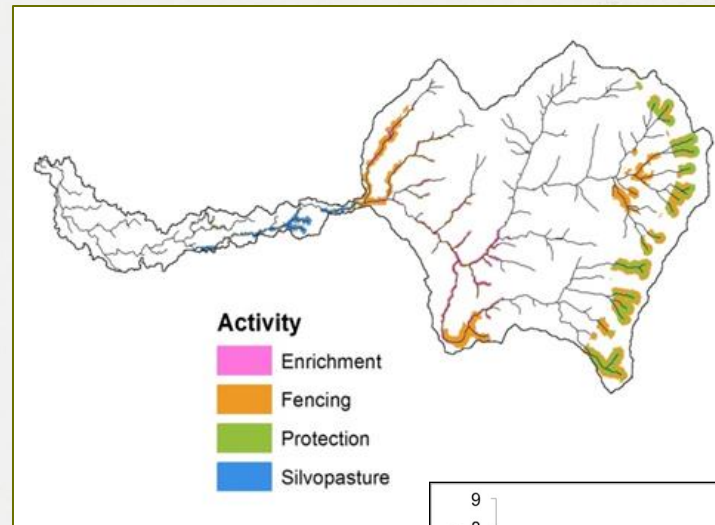 Activity
Enrichment
Fencing
Protection
Silvopasture
9